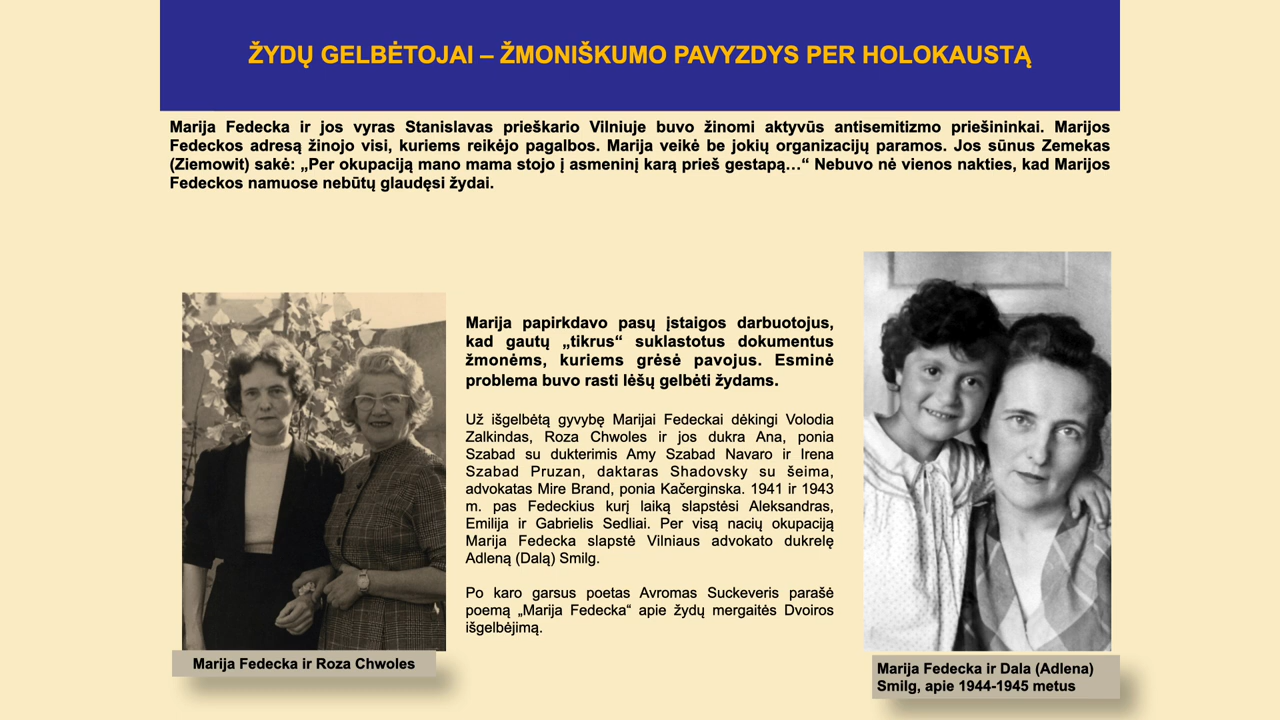 ŽYDŲ GELBĖTOJAI – ŽMONIŠKUMO PAVYZDYS PER HOLOKAUSTĄ
Marija Fedecka ir jos vyras Stanislavas prieškario Vilniuje buvo žinomi aktyvūs antisemitizmo priešininkai. Marijos
Fedeckos adresą žinojo visi, kuriems reikėjo pagalbos. Marija veikė be jokių organizacijų paramos. Jos sūnus Zemekas
(Ziemowit) sakė: „Per okupaciją mano mama stojo į asmeninį karą prieš gestapą…“ Nebuvo nė vienos nakties, kad Marijos
Fedeckos namuose nebūtų glaudęsi žydai.
Marija papirkdavo pasų įstaigos darbuotojus,
kad gautų „tikrus“ suklastotus dokumentus
žmonėms, kuriems grėsė pavojus. Esminė
problema buvo rasti lėšų gelbėti žydams.
Už išgelbėtą gyvybę Marijai Fedeckai dėkingi Volodia
Zalkindas, Roza Chwoles ir jos dukra Ana, ponia
Szabad su dukterimis Amy Szabad Navaro ir Irena
Szabad Pruzan, daktaras Shadovsky su šeima,
advokatas Mire Brand, ponia Kačerginska. 1941 ir 1943
m. pas Fedeckius kurį laiką slapstėsi Aleksandras,
Emilija ir Gabrielis Sedliai. Per visą nacių okupaciją
Marija Fedecka slapstė Vilniaus advokato dukrelę
Adleną (Dalą) Smilg.
Po karo garsus poetas Avromas Suckeveris parašė
poemą „Marija Fedecka“ apie žydų mergaitės Dvoiros
išgelbėjimą.
Marija Fedecka ir Roza Chwoles
Marija Fedecka ir Dala (Adlena)
Smilg, apie 1944-1945 metus